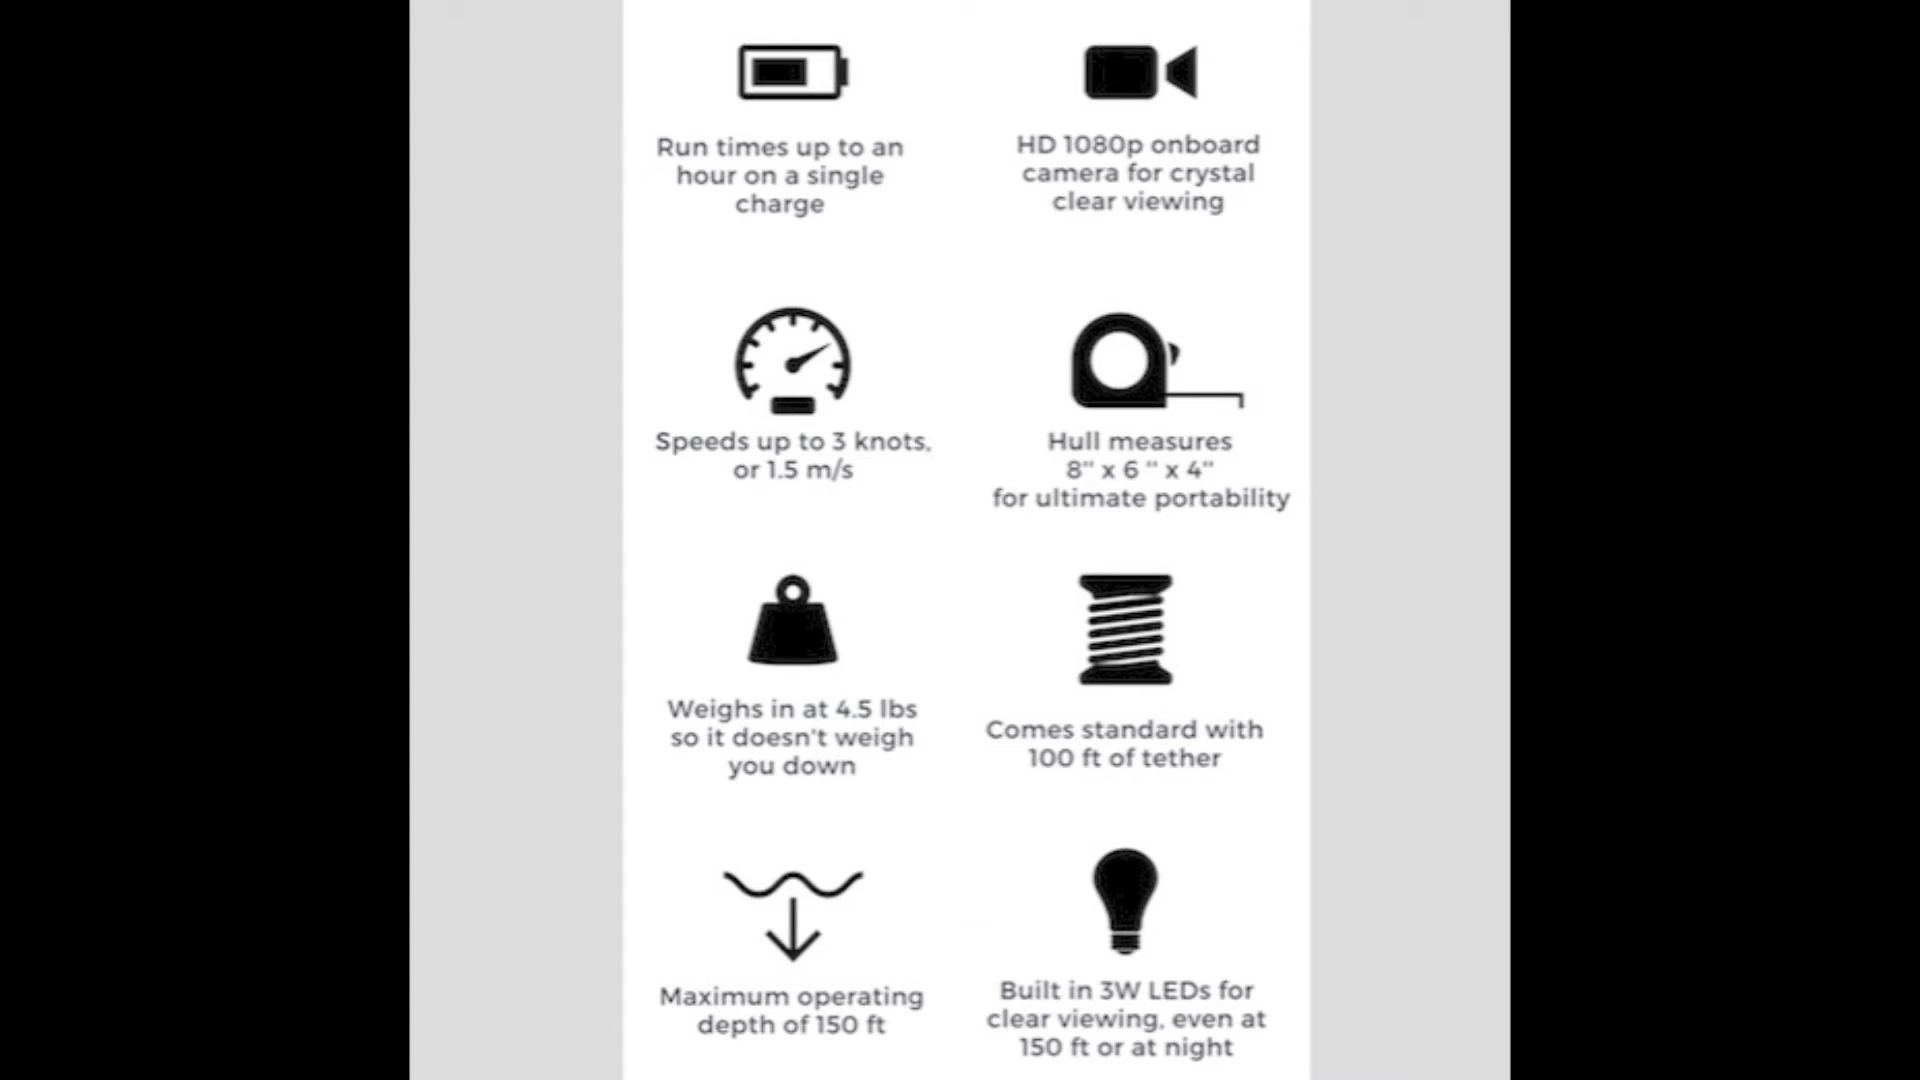 Run times up to an
hour on a single
charge
HD 1080p onboard
camera for crystal
clear viewing
Speeds up to 3 knots,
or 1.5 m/s
Hull measures
8" x 6 " x 4"
for ultimate portability
Weighs in at 4.5 lbs
so it doesn't weigh
you down
Comes standard with
100 ft of tether
Maximum operating
depth of 150 ft
Built in 3W LEDs for
clear viewing, even at
150 ft or at night